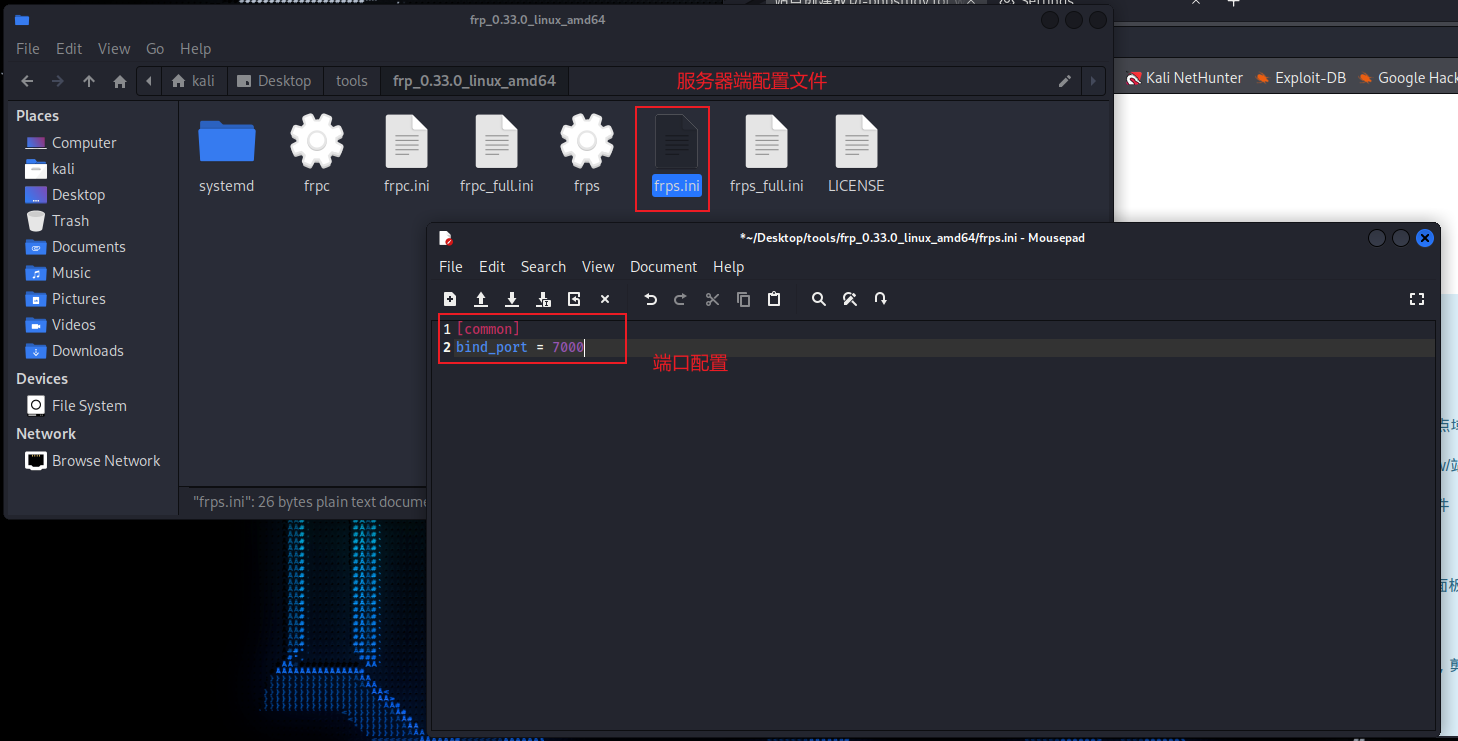 frp_0.33.0_linux_amd64
File Edit View Go Help
kali Desktop tools frp_0.33.0_linux_amd64
服务器端配置文件
Kali NetHunter Exploit-DB Google Hack
Places
Computer
kali
Desktop
Trash
Documents
Music
Pictures
Videos
Downloads
Devices
File System
Network
Browse Network
systemd frpc frpc.ini frpc_full.ini frps frps.ini frps_full.ini LICENSE
"frps.ini": 26 bytes plain text docume
*~/Desktop/tools/frp_0.33.0_linux_amd64/frps.ini - Mousepad
File Edit Search View Document Help
1 [common]
2 bind_port = 7000
端口配置
件
面板